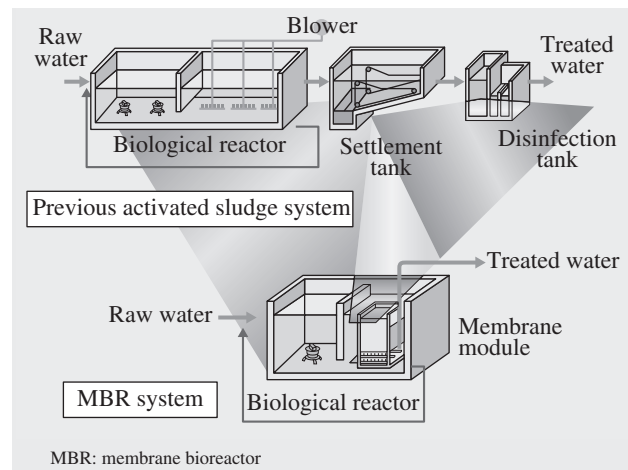 Raw
water
Blower
Treated
water
Biological reactor
Settlement
tank
Disinfection
tank
Previous activated sludge system
Treated water
Raw water
Membrane
module
MBR system
Biological reactor
MBR: membrane bioreactor